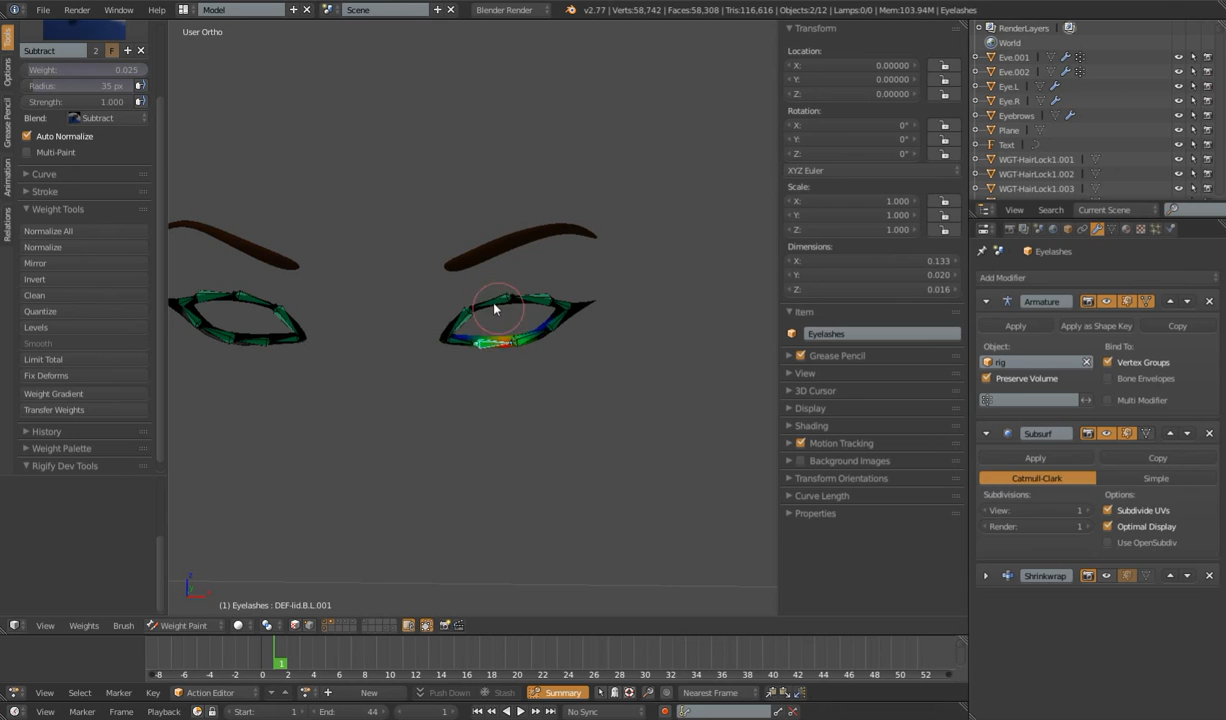 File Render Window Help Model Scene Blender Render v2.77 | Verts:58,742 | Faces:58,308 | Tris:116,616 | Objects:2/12 | Lamps:0/0 | Mem:103.94M | Eyelashes
Tools
Options
Grease Pencil
Animation
Relations
Subtract 2 F
Weight: 0.025
Radius: 35 px
Strength: 1.000
Blend: Subtract
Auto Normalize
Multi-Paint
Curve
Stroke
Weight Tools
Normalize All
Normalize
Mirror
Invert
Clean
Quantize
Levels
Smooth
Limit Total
Fix Deforms
Weight Gradient
Transfer Weights
History
Weight Palette
Rigify Dev Tools
User Ortho
(1) Eyelashes : DEF-lid.B.L.001
Transform
Location:
X: 0.00000
Y: 0.00000
Z: 0.00000
Rotation:
X: 0°
Y: 0°
Z: 0°
XYZ Euler
Scale:
X: 1.000
Y: 1.000
Z: 1.000
Dimensions:
X: 0.133
Y: 0.020
Z: 0.016
Item
Eyelashes
Grease Pencil
View
3D Cursor
Display
Shading
Motion Tracking
Background Images
Transform Orientations
Curve Length
Properties
RenderLayers
World
Eve.001
Eve.002
Eye.L
Eye.R
Eyebrows
Plane
Text
WGT-HairLock1.001
WGT-HairLock1.002
WGT-HairLock1.003
View Search Current Scene
Eyelashes
Add Modifier
Armature
Apply Apply as Shape Key Copy
Object: Bind To:
rig Vertex Groups
Preserve Volume Bone Envelopes
Multi Modifier
Subsurf
Apply Copy
Catmull-Clark Simple
Subdivisions: Options:
View: 1 Subdivide UVs
Render: 1 Optimal Display
Use OpenSubdiv
Shrinkwrap
View Weights Brush Weight Paint
-8 -6 -4 -2 0 2 4 6 8 10 12 14 16 18 20 22 24 26 28 30 32 34 36 38 40 42 44 46 48 50 52
1
View Select Marker Key Action Editor New Push Down Stash Summary Nearest Frame
View Marker Frame Playback Start: 1 End: 44 1 No Sync